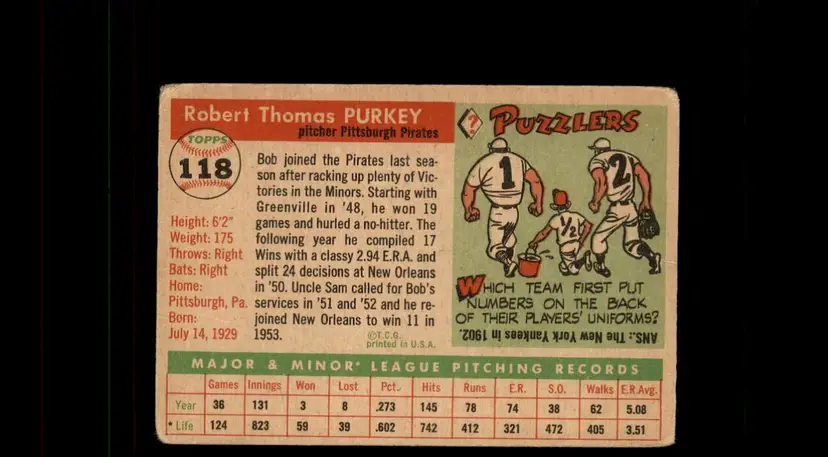 Robert Thomas PURKEY
pitcher Pittsburgh Pirates
TOPPS
118
Height: 6'2"
Weight: 175
Throws: Right
Bats: Right
Home:
Pittsburgh, Pa.
Born:
July 14, 1929
Bob joined the Pirates last sea-
son after racking up plenty of Vic-
tories in the Minors. Starting with
Greenville in '48, he won 19
games and hurled a no-hitter. The
following year he compiled 17
Wins with a classy 2.94 E.R.A. and
split 24 decisions at New Orleans
in '50. Uncle Sam called for Bob's
services in '51 and '52 and he re-
joined New Orleans to win 11 in
1953.
©T.C.G.
printed in U.S.A.
? PUZZLERS
1
2
1/2
WHICH TEAM FIRST PUT
NUMBERS ON THE BACK
OF THEIR PLAYERS' UNIFORMS?
ANS.: The New York Yankees in 1902.
MAJOR & MINOR* LEAGUE PITCHING RECORDS
Games Innings Won Lost Pct. Hits Runs E.R. S.O. Walks E.R.Avg.
Year 36 131 3 8 .273 145 78 74 38 62 5.08
* Life 124 823 59 39 .602 742 412 321 472 405 3.51